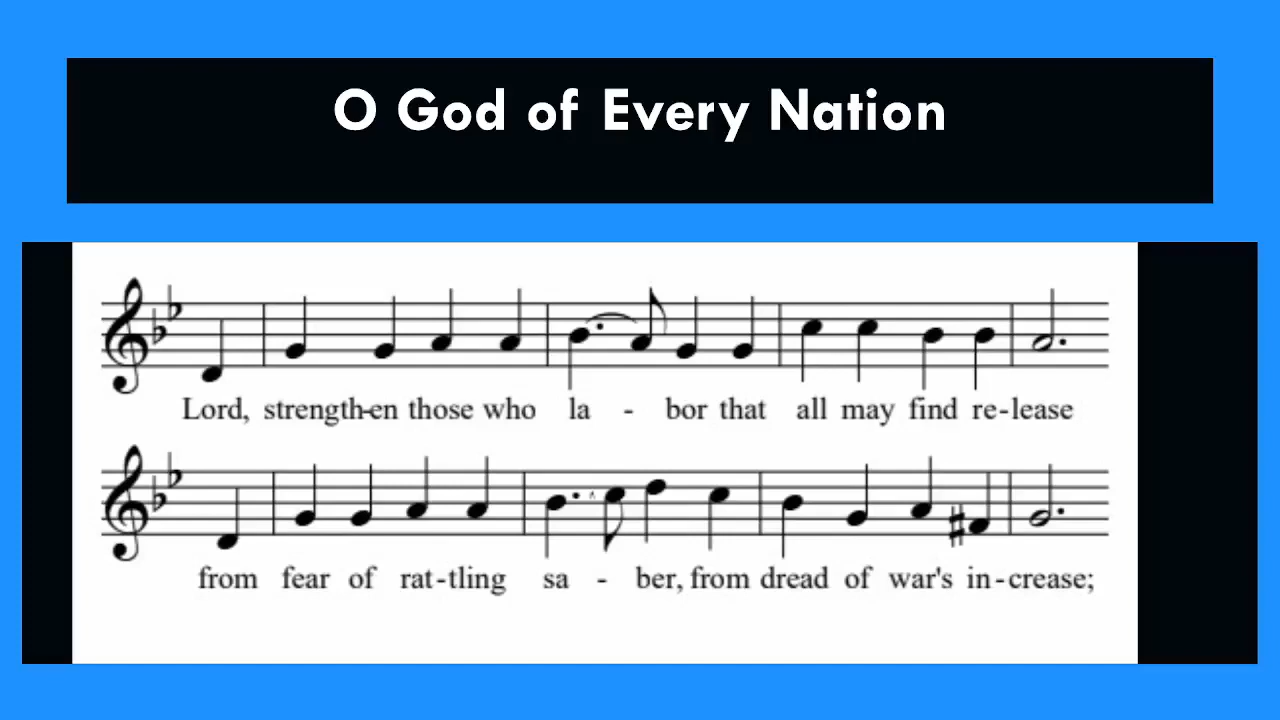 O God of Every Nation
Lord, strength-en those who la - bor that all may find re-lease
from fear of rat-tling sa - ber, from dread of war's in-crease;